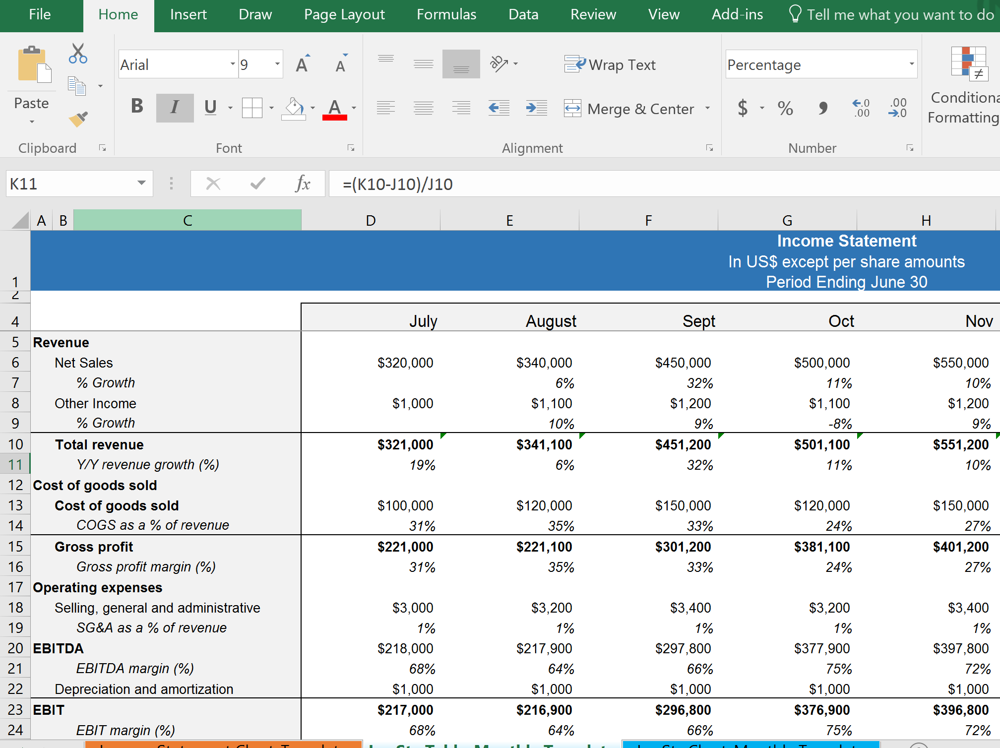 File Home Insert Draw Page Layout Formulas Data Review View Add-ins Tell me what you want to do
Arial 9 A A ab Wrap Text Percentage ≠
Paste B I U A Merge & Center $ % , .0 .00 .00 .0 Conditiona
Formatting
Clipboard Font Alignment Number
K11 fx =(K10-J10)/J10
A B C D E F G H
Income Statement
In US$ except per share amounts
1 Period Ending June 30
2
4 July August Sept Oct Nov
5 Revenue
6 Net Sales $320,000 $340,000 $450,000 $500,000 $550,000
7 % Growth 6% 32% 11% 10%
8 Other Income $1,000 $1,100 $1,200 $1,100 $1,200
9 % Growth 10% 9% -8% 9%
10 Total revenue $321,000 $341,100 $451,200 $501,100 $551,200
11 Y/Y revenue growth (%) 19% 6% 32% 11% 10%
12 Cost of goods sold
13 Cost of goods sold $100,000 $120,000 $150,000 $120,000 $150,000
14 COGS as a % of revenue 31% 35% 33% 24% 27%
15 Gross profit $221,000 $221,100 $301,200 $381,100 $401,200
16 Gross profit margin (%) 31% 35% 33% 24% 27%
17 Operating expenses
18 Selling, general and administrative $3,000 $3,200 $3,400 $3,200 $3,400
19 SG&A as a % of revenue 1% 1% 1% 1% 1%
20 EBITDA $218,000 $217,900 $297,800 $377,900 $397,800
21 EBITDA margin (%) 68% 64% 66% 75% 72%
22 Depreciation and amortization $1,000 $1,000 $1,000 $1,000 $1,000
23 EBIT $217,000 $216,900 $296,800 $376,900 $396,800
24 EBIT margin (%) 68% 64% 66% 75% 72%